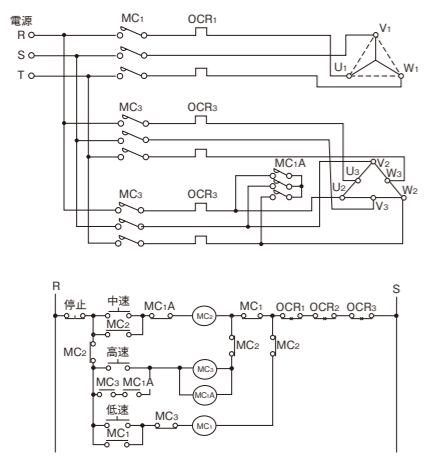 電源
R
S
T
MC1
OCR1
V1
U1
W1
MC3
OCR3
MC1A
V2
U3
W3
U2
W2
V3
MC3
OCR3
R
S
停止
中速
MC2
MC1A
MC2
MC1
OCR1
OCR2
OCR3
MC2
高速
MC3
MC1A
MC3
MC1A
MC2
MC2
低速
MC1
MC3
MC1